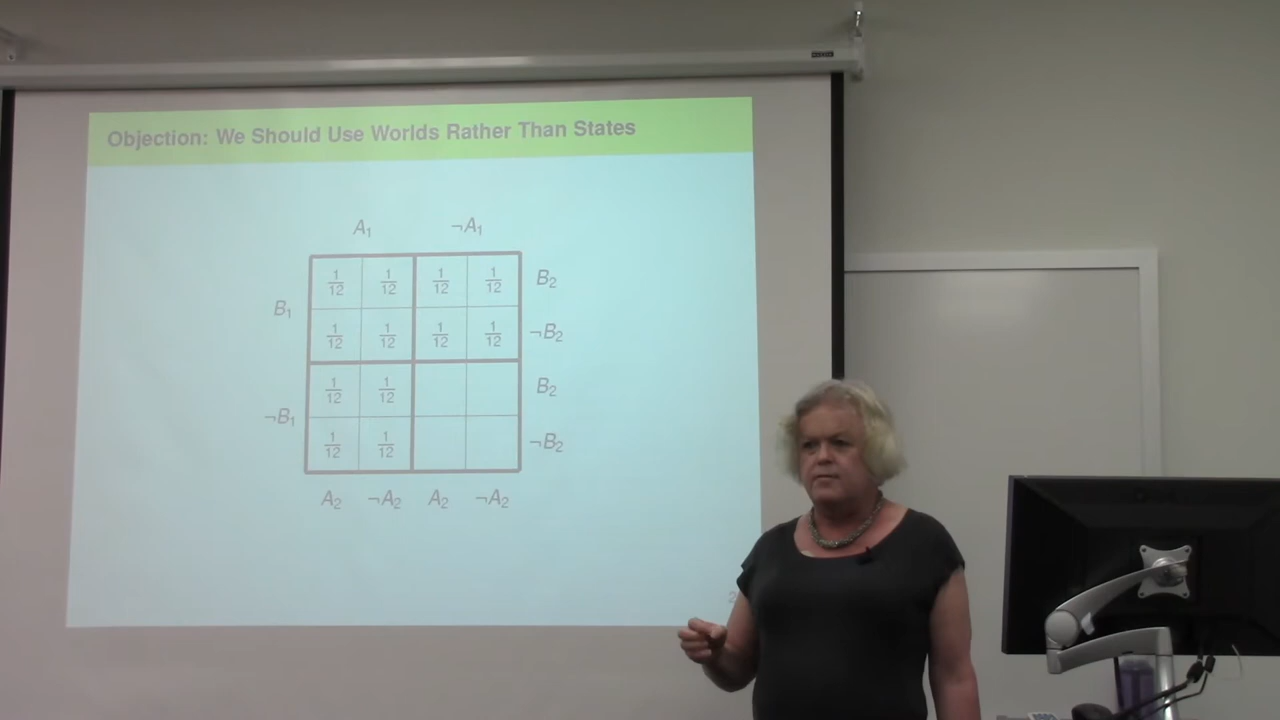 Objection: We Should Use Worlds Rather Than States
A₁ ¬A₁
1/12 1/12 1/12 1/12 B₂
B₁
1/12 1/12 1/12 1/12 ¬B₂
1/12 1/12 B₂
¬B₁
1/12 1/12 ¬B₂
A₂ ¬A₂ A₂ ¬A₂